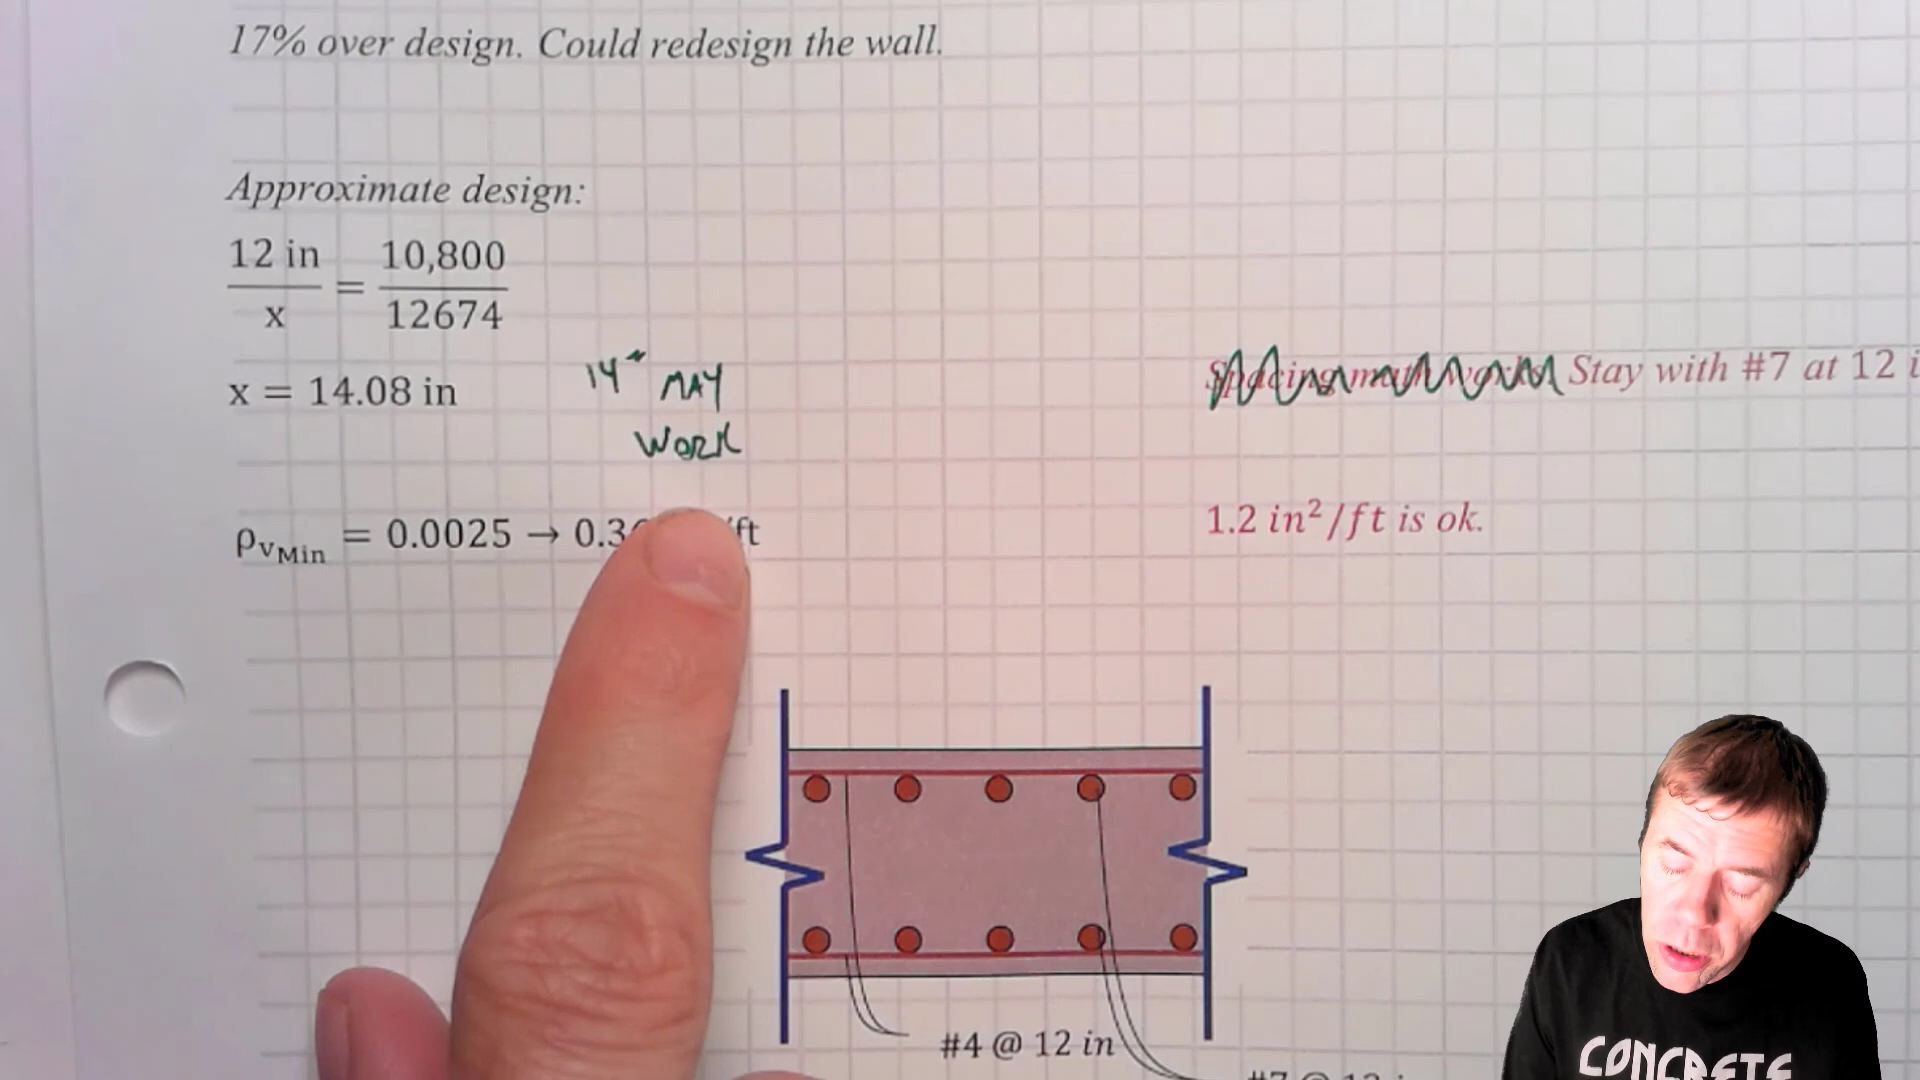 17% over design. Could redesign the wall.
Approximate design:
12 in / x = 10,800 / 12674
x = 14.08 in
14" MAY
WORK
Stay with #7 at 12 i
ρvMin = 0.0025 → 0.3 /ft
1.2 in²/ft is ok.
#4 @ 12 in
CONCRETE